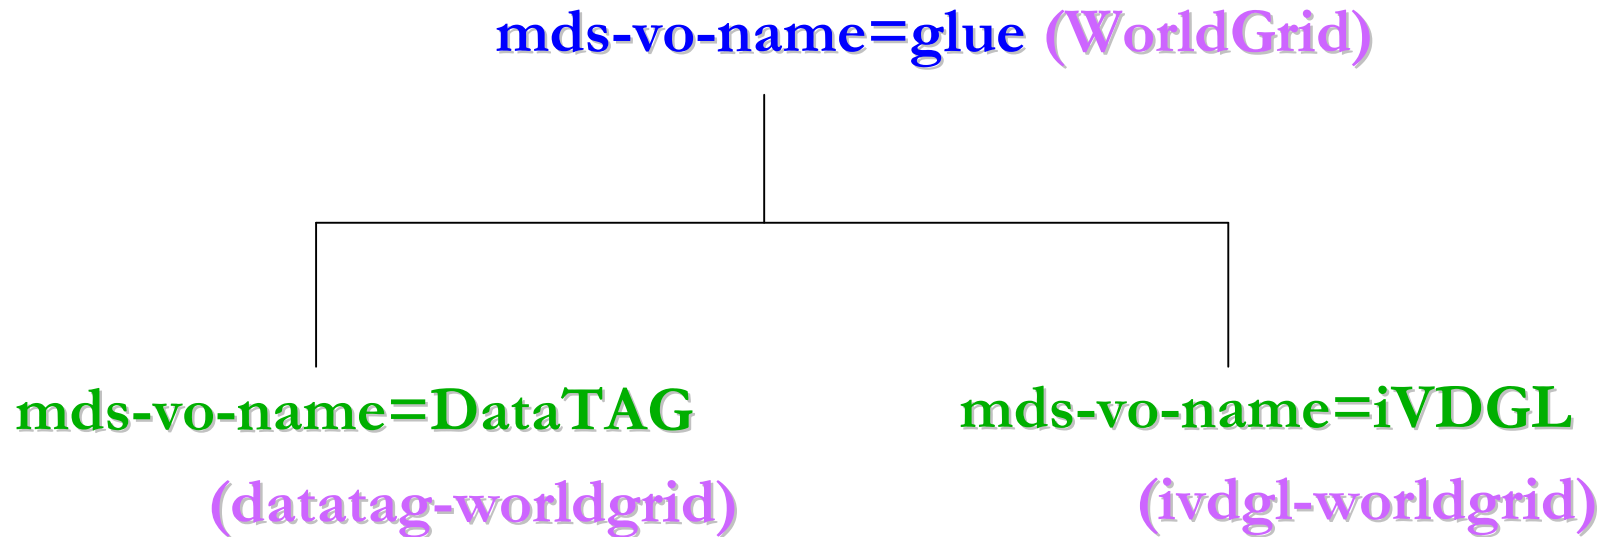 mds-vo-name=glue (WorldGrid)
mds-vo-name=DataTAG
mds-vo-name=iVDGL
(datatag-worldgrid)
(ivdgl-worldgrid)